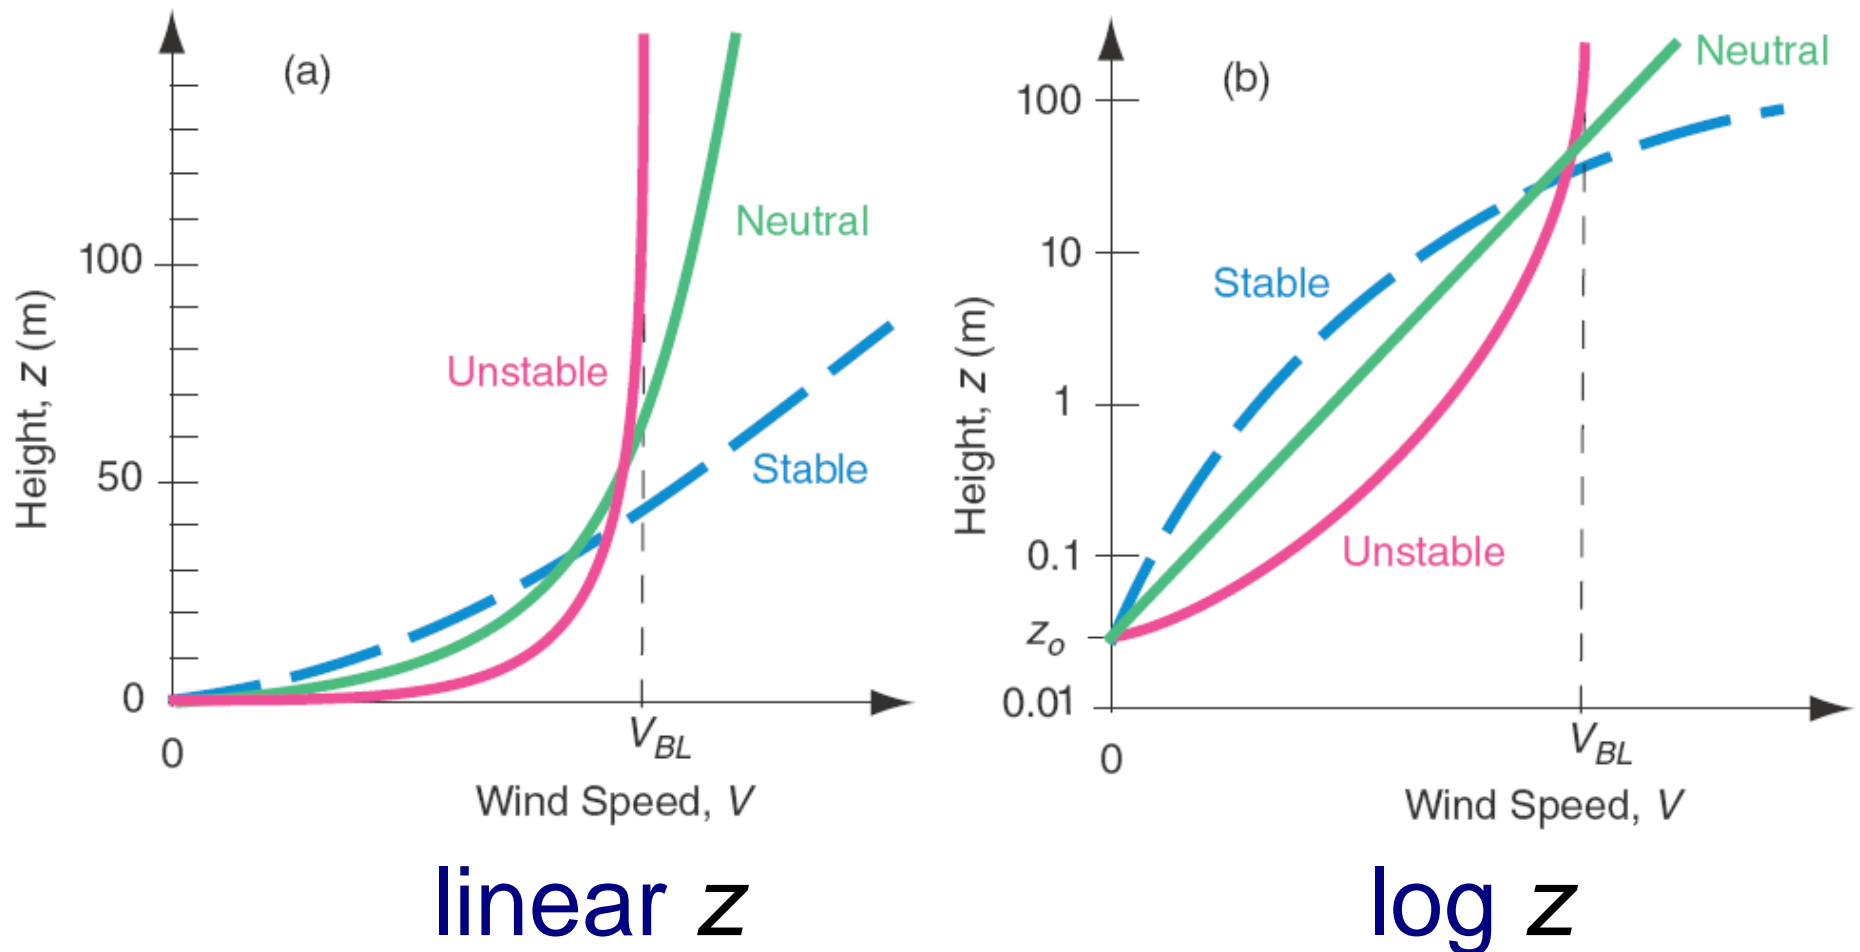 (a)
Height, z (m)
100
50
0
Neutral
Unstable
Stable
0
V_BL
Wind Speed, V
linear z
(b)
Height, z (m)
100
10
1
0.1
z_o
0.01
Neutral
Stable
Unstable
0
V_BL
Wind Speed, V
log z